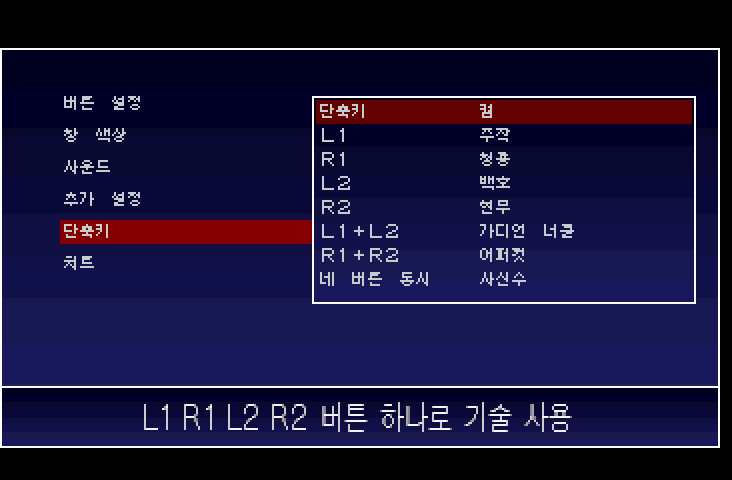 버튼 설정
창 색상
사운드
추가 설정
단축키
치트
단축키 켬
L1 주작
R1 청룡
L2 백호
R2 현무
L1+L2 가디언 너클
R1+R2 어퍼컷
네 버튼 동시 사신수
L1 R1 L2 R2 버튼 하나로 기술 사용